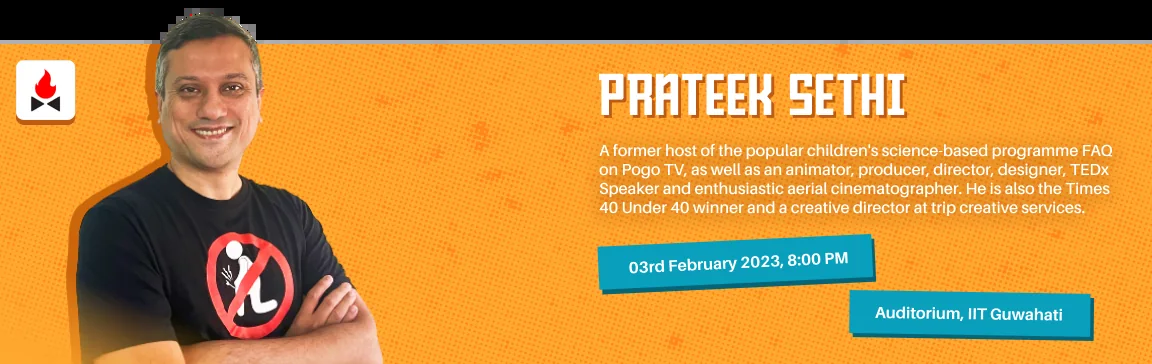 PRATEEK SETHI
A former host of the popular children's science-based programme FAQ
on Pogo TV, as well as an animator, producer, director, designer, TEDx
Speaker and enthusiastic aerial cinematographer. He is also the Times
40 Under 40 winner and a creative director at trip creative services.
03rd February 2023, 8:00 PM
Auditorium, IIT Guwahati